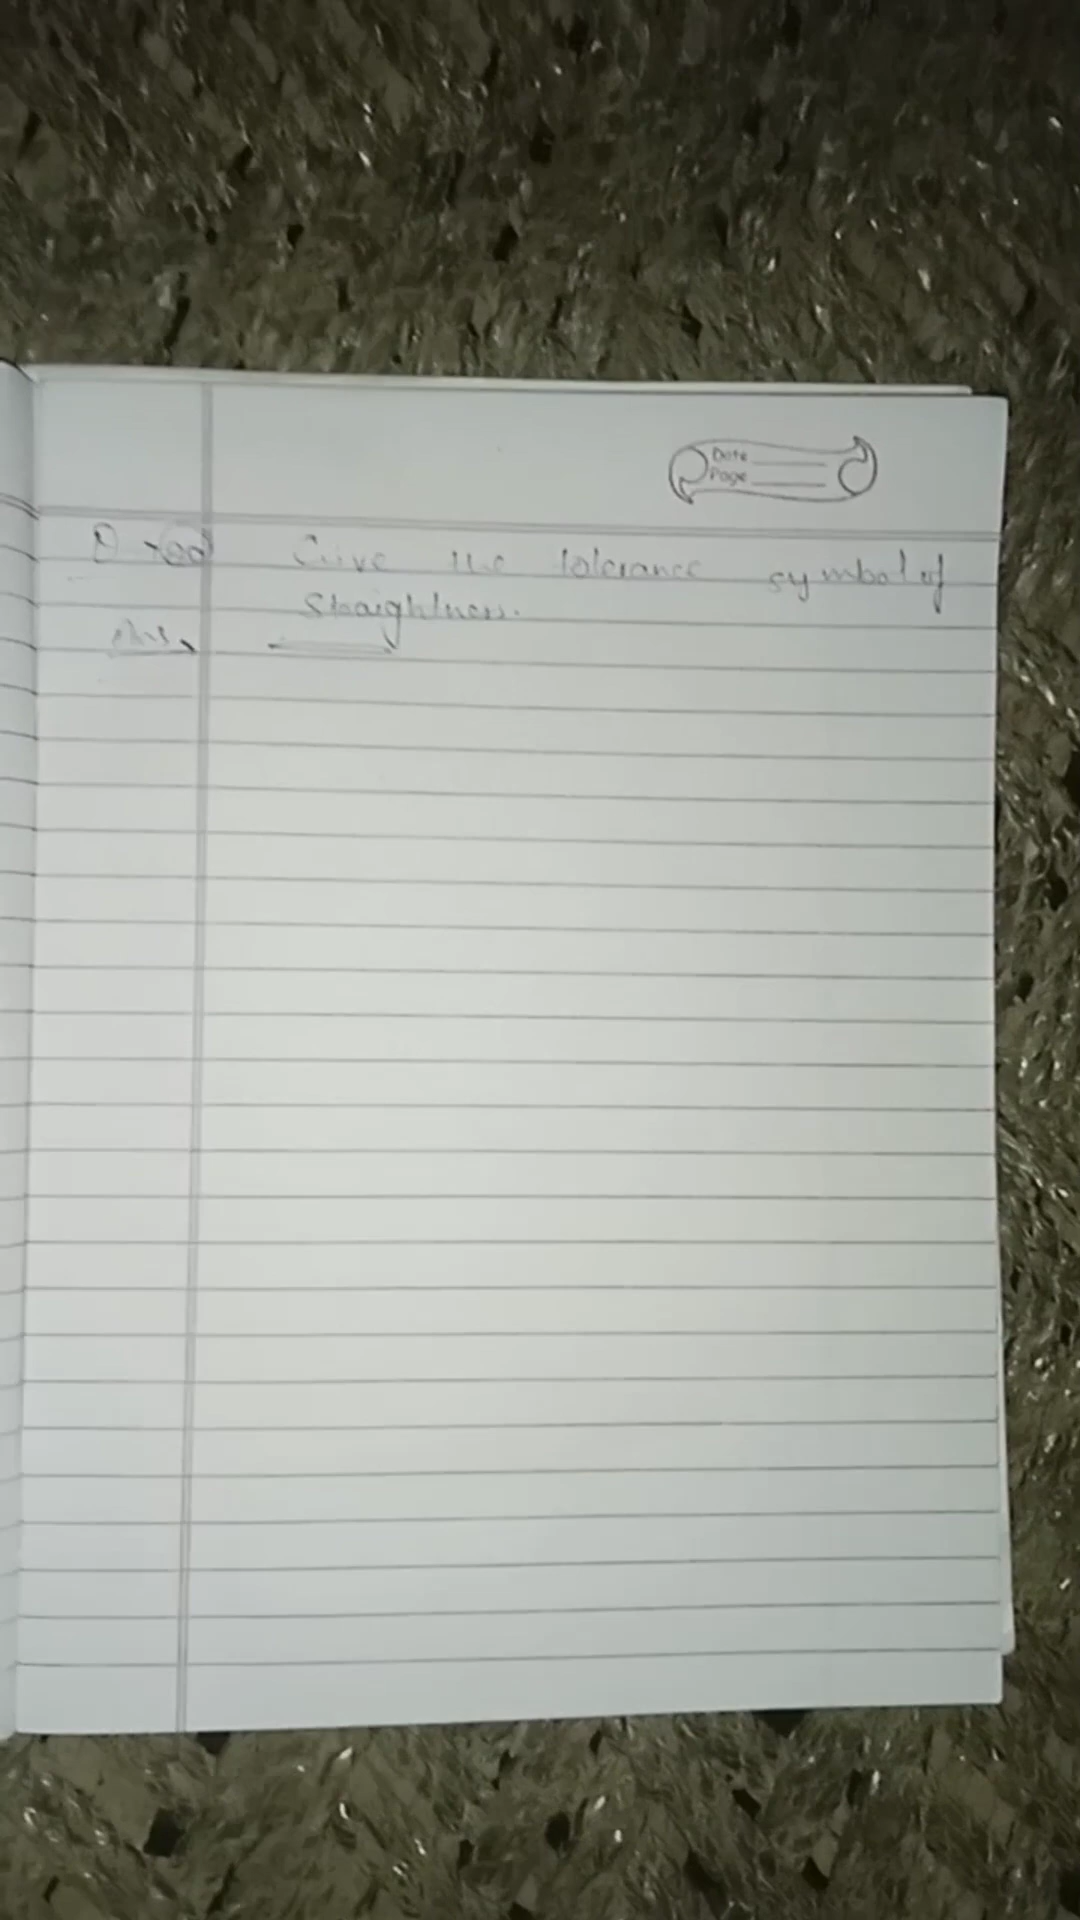 Date
Page
Give the tolerance symbol of
Straightness.
Ans